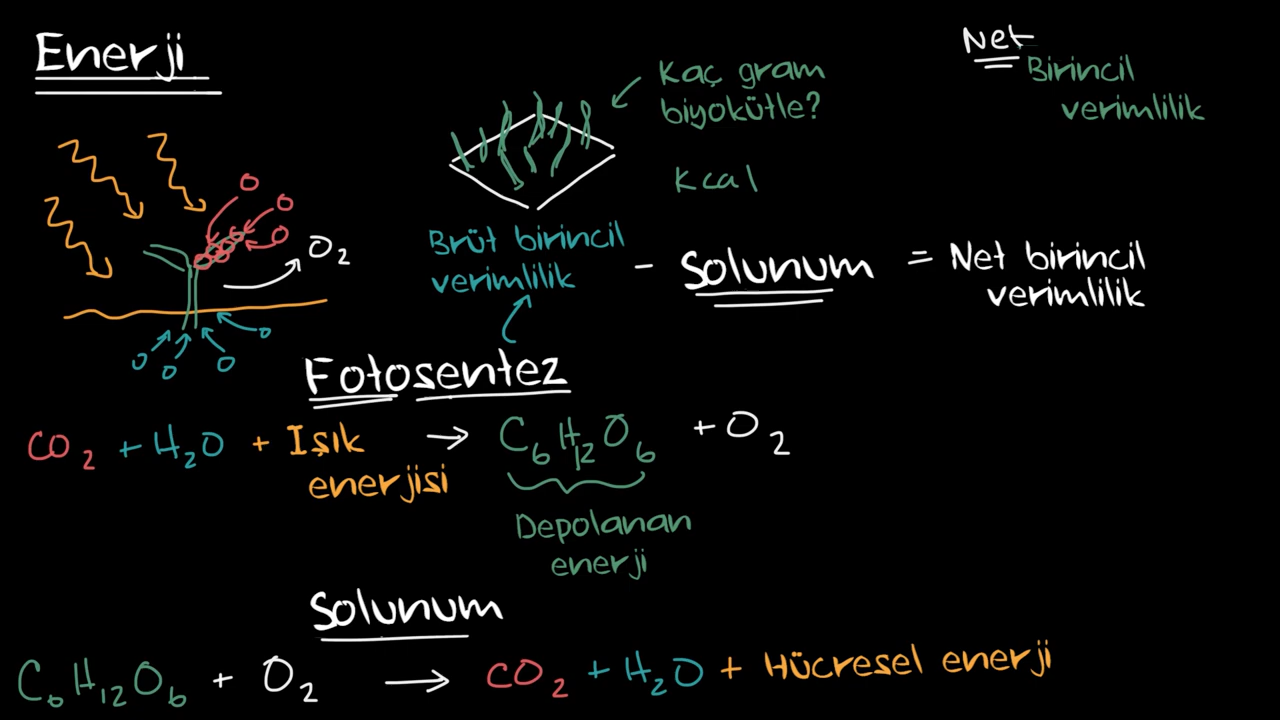 Enerji
Net
Birincil
verimlilik
Kaç gram
biyokütle?
Kcal
O₂
Brüt birincil
verimlilik
- Solunum = Net birincil
verimlilik
Fotosentez
CO₂ + H₂O + Işık
enerjisi
→ C₆H₁₂O₆ + O₂
Depolanan
enerji
Solunum
C₆H₁₂O₆ + O₂ → CO₂ + H₂O + Hücresel enerji